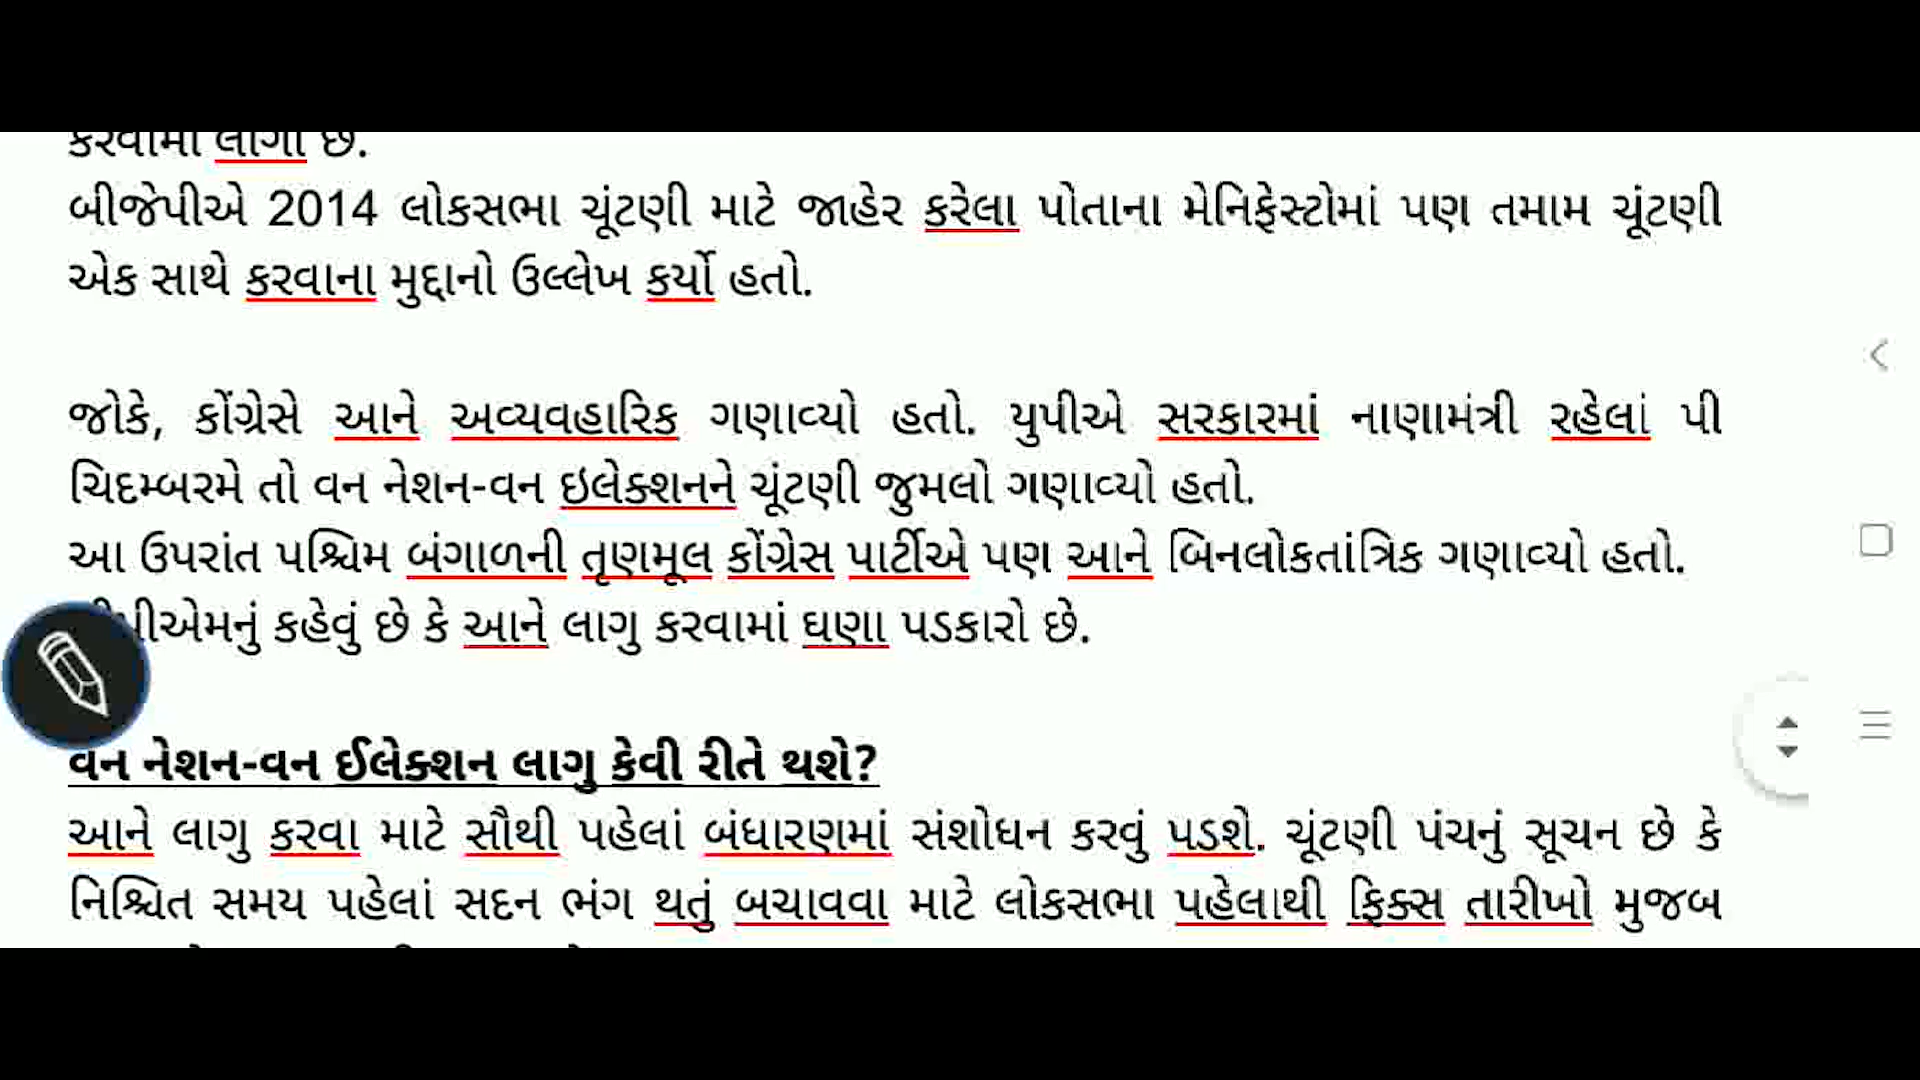 કરવામાં લાગી છે.
બીજેપીએ 2014 લોકસભા ચૂંટણી માટે જાહેર કરેલા પોતાના મેનિફેસ્ટોમાં પણ તમામ ચૂંટણી
એક સાથે કરવાના મુદ્દાનો ઉલ્લેખ કર્યો હતો.
જોકે, કોંગ્રેસે આને અવ્યવહારિક ગણાવ્યો હતો. યુપીએ સરકારમાં નાણામંત્રી રહેલાં પી
ચિદમ્બરમે તો વન નેશન-વન ઇલેક્શનને ચૂંટણી જુમલો ગણાવ્યો હતો.
આ ઉપરાંત પશ્ચિમ બંગાળની તૃણમૂલ કોંગ્રેસ પાર્ટીએ પણ આને બિનલોકતાંત્રિક ગણાવ્યો હતો.
કહેવું છે કે આને લાગુ કરવામાં ઘણા પડકારો છે.
વન નેશન-વન ઈલેક્શન લાગુ કેવી રીતે થશે?
આને લાગુ કરવા માટે સૌથી પહેલાં બંધારણમાં સંશોધન કરવું પડશે. ચૂંટણી પંચનું સૂચન છે કે
નિશ્ચિત સમય પહેલાં સદન ભંગ થતું બચાવવા માટે લોકસભા પહેલાથી ફિક્સ તારીખો મુજબ